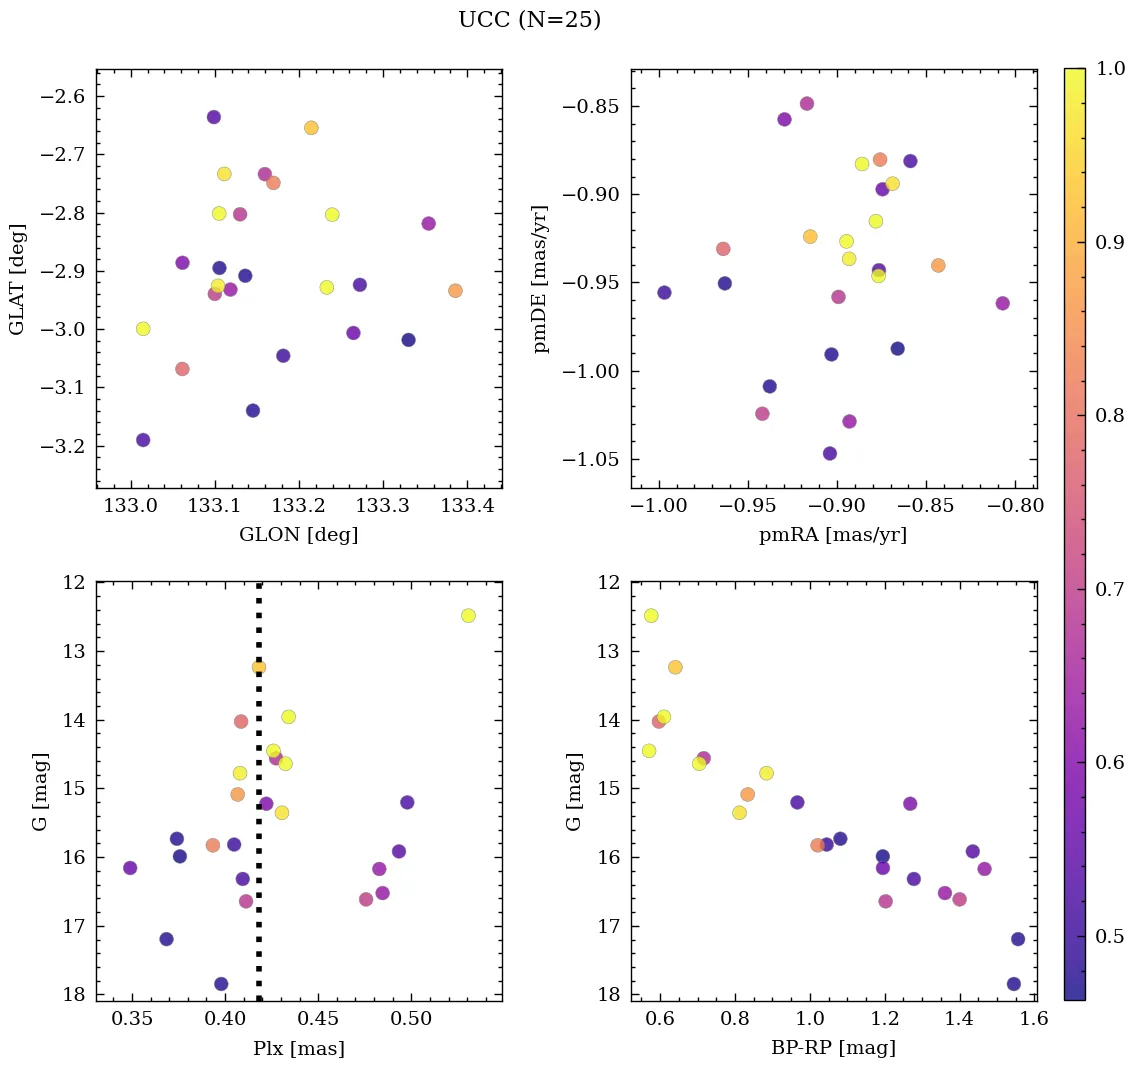 UCC (N=25)
−2.6
−2.7
−2.8
−2.9
−3.0
−3.1
−3.2
GLAT [deg]
133.0 133.1 133.2 133.3 133.4
GLON [deg]
−0.85
−0.90
−0.95
−1.00
−1.05
pmDE [mas/yr]
−1.00 −0.95 −0.90 −0.85 −0.80
pmRA [mas/yr]
12
13
14
15
16
17
18
G [mag]
0.35 0.40 0.45 0.50
Plx [mas]
12
13
14
15
16
17
18
G [mag]
0.6 0.8 1.0 1.2 1.4 1.6
BP-RP [mag]
1.0
0.9
0.8
0.7
0.6
0.5